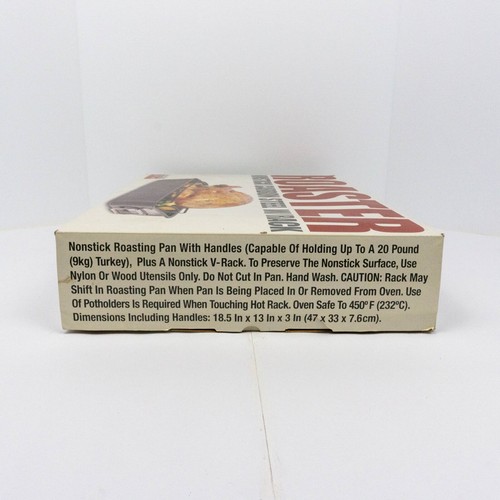 ROASTER
Nonstick Roasting Pan With Handles (Capable Of Holding Up To A 20 Pound
(9kg) Turkey), Plus A Nonstick V-Rack. To Preserve The Nonstick Surface, Use
Nylon Or Wood Utensils Only. Do Not Cut In Pan. Hand Wash. CAUTION: Rack May
Shift In Roasting Pan When Pan Is Being Placed In Or Removed From Oven. Use
Of Potholders Is Required When Touching Hot Rack. Oven Safe To 450º F (232ºC).
Dimensions Including Handles: 18.5 In x 13 In x 3 In (47 x 33 x 7.6cm).